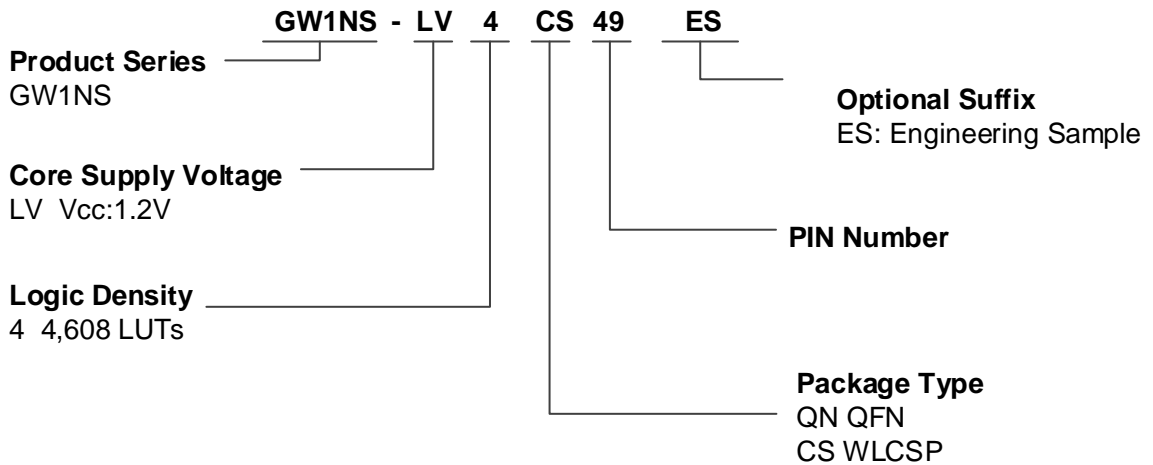 GW1NS - LV 4 CS 49 ES
Product Series
GW1NS
Optional Suffix
ES: Engineering Sample
Core Supply Voltage
LV Vcc:1.2V
PIN Number
Logic Density
4 4,608 LUTs
Package Type
QN QFN
CS WLCSP